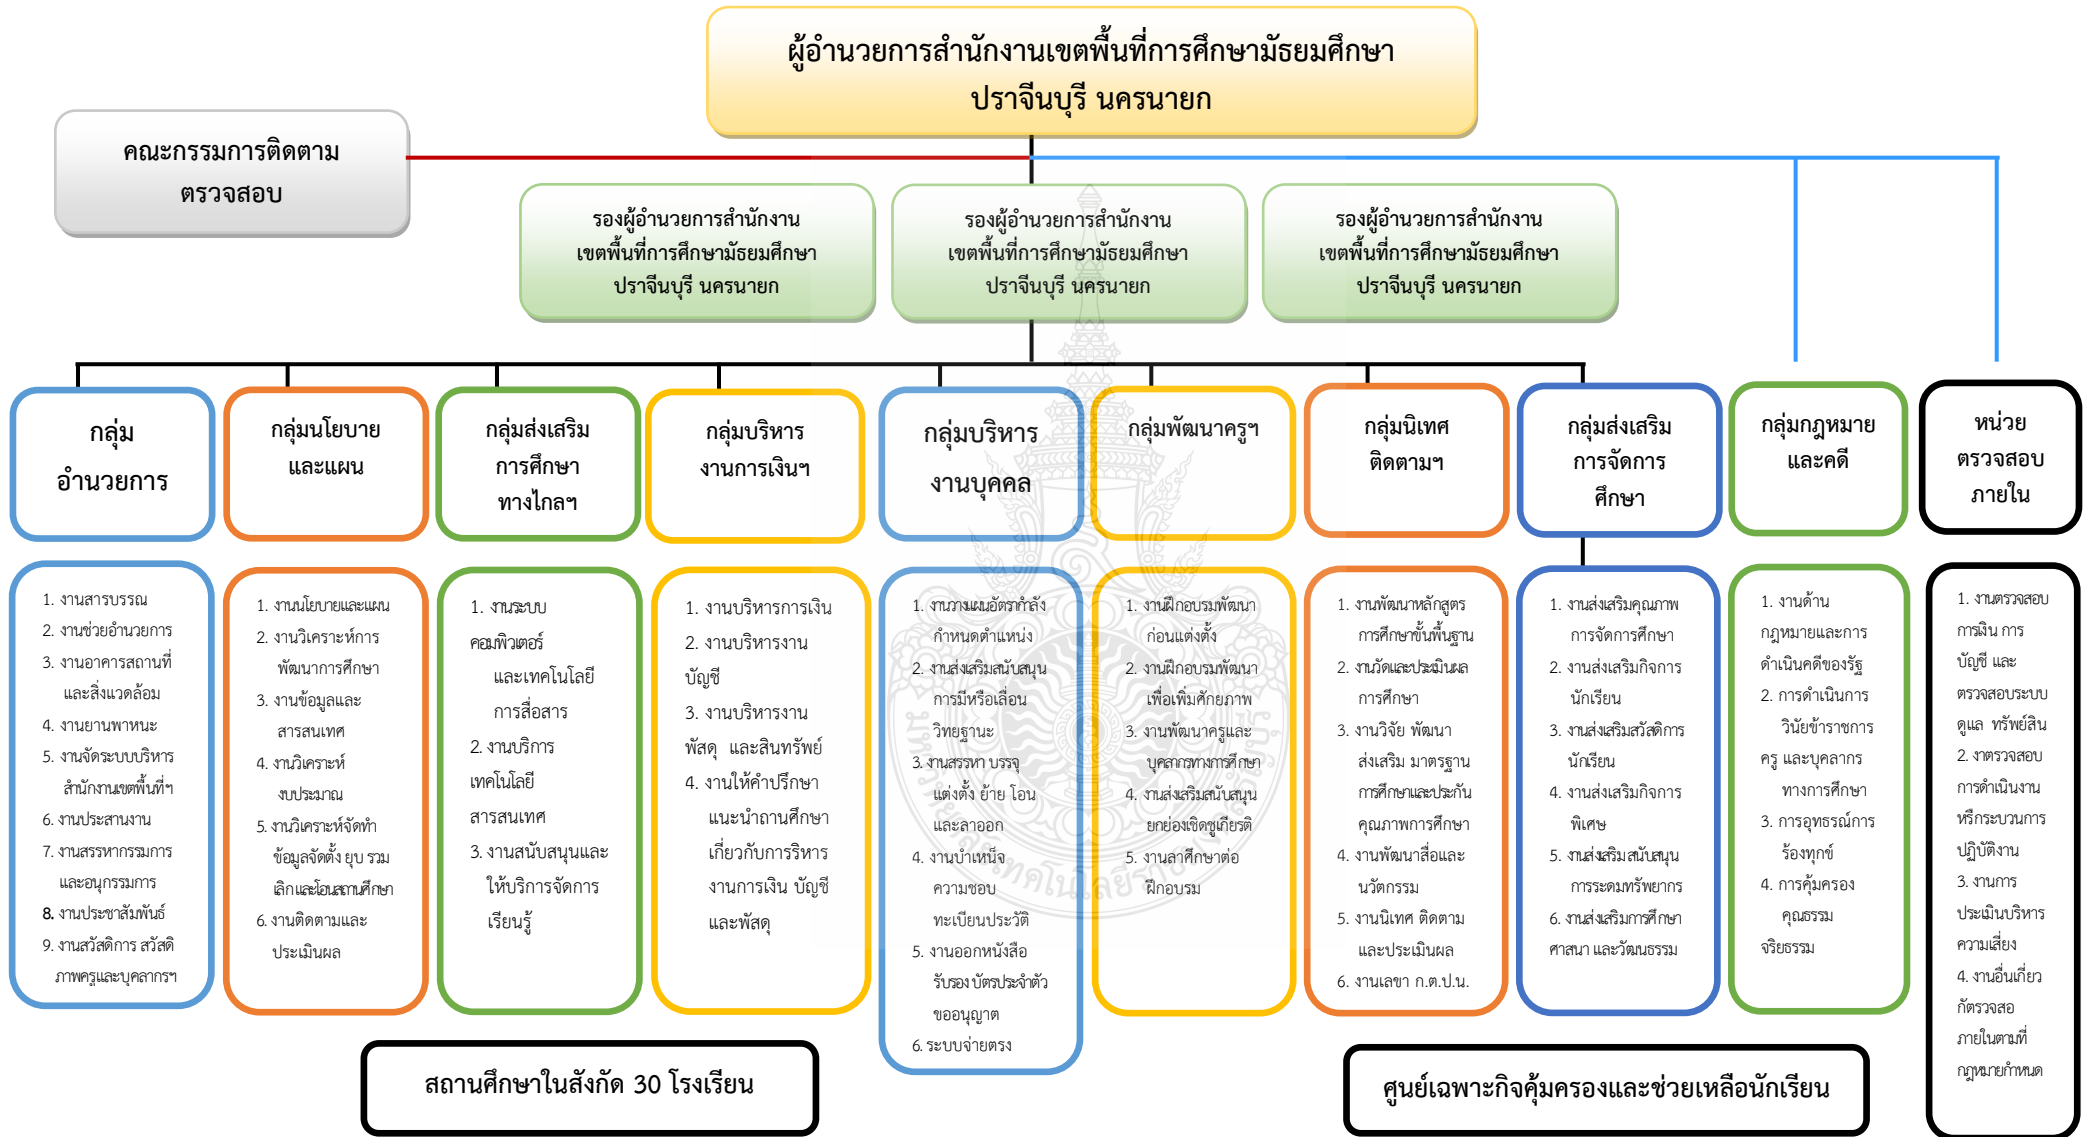 ผู้อำนวยการสำนักงานเขตพื้นที่การศึกษามัธยมศึกษา
ปราจีนบุรี นครนายก
คณะกรรมการติดตาม
ตรวจสอบ
รองผู้อำนวยการสำนักงาน
เขตพื้นที่การศึกษามัธยมศึกษา
ปราจีนบุรี นครนายก
รองผู้อำนวยการสำนักงาน
เขตพื้นที่การศึกษามัธยมศึกษา
ปราจีนบุรี นครนายก
รองผู้อำนวยการสำนักงาน
เขตพื้นที่การศึกษามัธยมศึกษา
ปราจีนบุรี นครนายก
กลุ่ม
อำนวยการ
กลุ่มนโยบาย
และแผน
กลุ่มส่งเสริม
การศึกษา
ทางไกลฯ
กลุ่มบริหาร
งานการเงินฯ
กลุ่มบริหาร
งานบุคคล
กลุ่มพัฒนาครูฯ
กลุ่มนิเทศ
ติดตามฯ
กลุ่มส่งเสริม
การจัดการ
ศึกษา
กลุ่มกฎหมาย
และคดี
หน่วย
ตรวจสอบ
ภายใน
1. งานสารบรรณ
2. งานช่วยอำนวยการ
3. งานอาคารสถานที่
และสิ่งแวดล้อม
4. งานยานพาหนะ
5. งานจัดระบบบริหาร
สำนักงานเขตพื้นที่ฯ
6. งานประสานงาน
7. งานสรรหากรรมการ
และอนุกรรมการ
8. งานประชาสัมพันธ์
9. งานสวัสดิการ สวัสดิ
ภาพครูและบุคลากรฯ
1. งานนโยบายและแผน
2. งานวิเคราะห์การ
พัฒนาการศึกษา
3. งานข้อมูลและ
สารสนเทศ
4. งานวิเคราะห์
งบประมาณ
5. งานวิเคราะห์จัดทำ
ข้อมูลจัดตั้ง ยุบ รวม
เลิกและโอนสถานศึกษา
6. งานติดตามและ
ประเมินผล
1. งานระบบ
คอมพิวเตอร์
และเทคโนโลยี
การสื่อสาร
2. งานบริการ
เทคโนโลยี
สารสนเทศ
3. งานสนับสนุนและ
ให้บริการจัดการ
เรียนรู้
1. งานบริหารการเงิน
2. งานบริหารงาน
บัญชี
3. งานบริหารงาน
พัสดุ และสินทรัพย์
4. งานให้คำปรึกษา
แนะนำถานศึกษา
เกี่ยวกับการริหาร
งานการเงิน บัญชี
และพัสดุ
1. งานวางแผนอัตรากำลัง
กำหนดตำแหน่ง
2. งานส่งเสริมสนับสนุน
การมีหรือเลื่อน
วิทยฐานะ
3. งานสรรหา บรรจุ
แต่งตั้ง ย้าย โอน
และลาออก
4. งานบำเหน็จ
ความชอบ
ทะเบียนประวัติ
5. งานออกหนังสือ
รับรอง บัตรประจำตัว
ขออนุญาต
6. ระบบจ่ายตรง
1. งานฝึกอบรมพัฒนา
ก่อนแต่งตั้ง
2. งานฝึกอบรมพัฒนา
เพื่อเพิ่มศักยภาพ
3. งานพัฒนาครูและ
บุคลากรทางการศึกษา
4. งานส่งเสริมสนับสนุน
ยกย่องเชิดชูเกียรติ
5. งานลาศึกษาต่อ
ฝึกอบรม
1. งานพัฒนาหลักสูตร
การศึกษาขั้นพื้นฐาน
2. งานวัดและประเมินผล
การศึกษา
3. งานวิจัย พัฒนา
ส่งเสริม มาตรฐาน
การศึกษาและประกัน
คุณภาพการศึกษา
4. งานพัฒนาสื่อและ
นวัตกรรม
5. งานนิเทศ ติดตาม
และประเมินผล
6. งานเลขา ก.ต.ป.น.
1. งานส่งเสริมคุณภาพ
การจัดการศึกษา
2. งานส่งเสริมกิจการ
นักเรียน
3. งานส่งเสริมสวัสดิการ
นักเรียน
4. งานส่งเสริมกิจการ
พิเศษ
5. งานส่งเสริม สนับสนุน
การระดมทรัพยากร
6. งานส่งเสริมการศึกษา
ศาสนา และวัฒนธรรม
1. งานด้าน
กฎหมายและการ
ดำเนินคดีของรัฐ
2. การดำเนินการ
วินัยข้าราชการ
ครู และบุคลากร
ทางการศึกษา
3. การอุทธรณ์การ
ร้องทุกข์
4. การคุ้มครอง
คุณธรรม
จริยธรรม
1. งานตรวจสอบ
การเงิน การ
บัญชี และ
ตรวจสอบระบบ
ดูแล ทรัพย์สิน
2. งาตรวจสอบ
การดำเนินงาน
หรืกระบวนการ
ปฏิบัติงาน
3. งานการ
ประเมินบริหาร
ความเสี่ยง
4. งานอื่นเกี่ยว
กัตรวจสอ
ภายในตามที่
กฎหมายกำหนด
สถานศึกษาในสังกัด 30 โรงเรียน
ศูนย์เฉพาะกิจคุ้มครองและช่วยเหลือนักเรียน